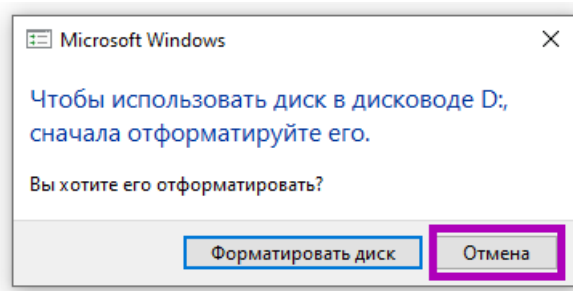 Microsoft Windows
Чтобы использовать диск в дисководе D:,
сначала отформатируйте его.
Вы хотите его отформатировать?
Форматировать диск
Отмена